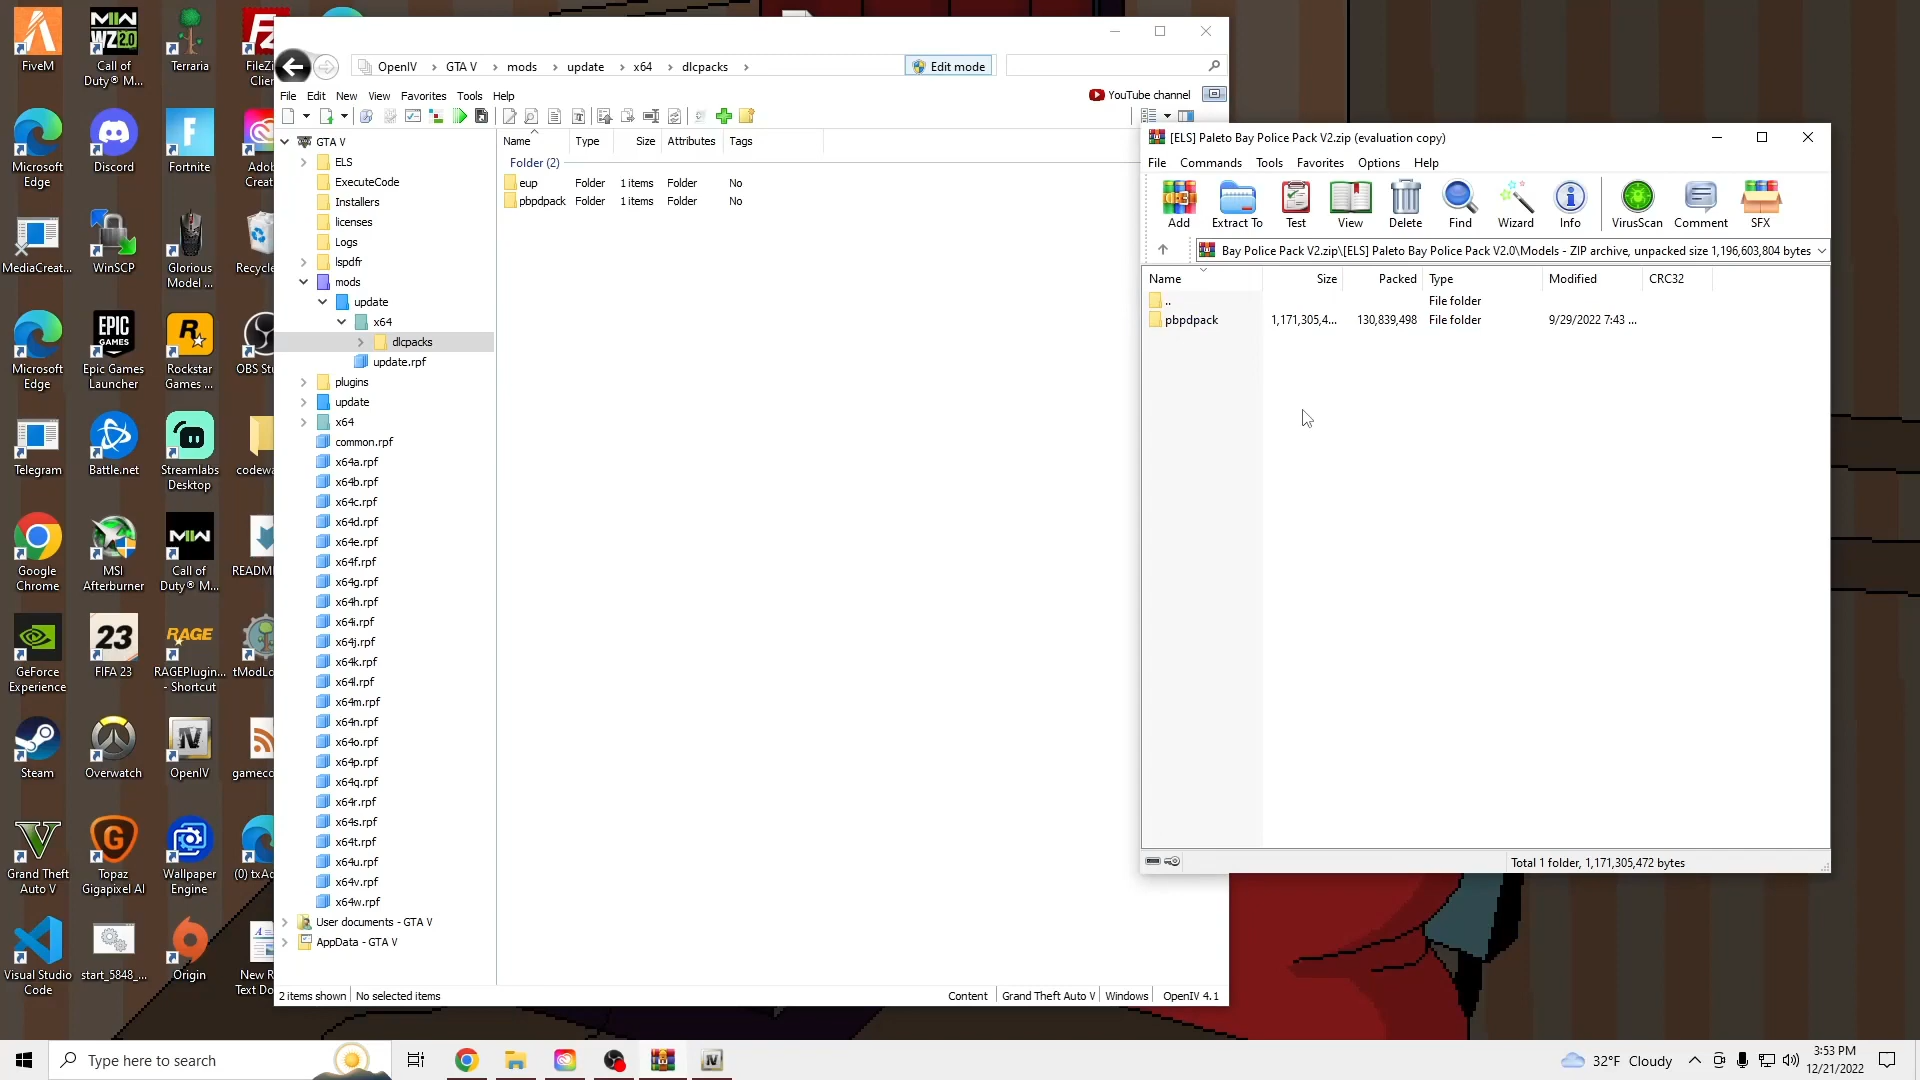 FiveM
Call of
Duty® M...
Terraria
FileZi
Clien
Microsoft
Edge
Discord
Fortnite
Adob
Creat
MediaCreat...
WinSCP
Glorious
Model ...
Recycle
Microsoft
Edge
Epic Games
Launcher
Rockstar
Games ...
OBS Stu
Telegram
Battle.net
Streamlabs
Desktop
codewa
Google
Chrome
MSI
Afterburner
Call of
Duty® M...
README
GeForce
Experience
FIFA 23
RAGEPlugin...
- Shortcut
tModLo
Steam
Overwatch
OpenIV
gameco
Grand Theft
Auto V
Topaz
Gigapixel AI
Wallpaper
Engine
(0) txAd
Visual Studio
Code
start_5848_...
Origin
New R
Text Do
OpenIV › GTA V › mods › update › x64 › dlcpacks ›
Edit mode
File Edit New View Favorites Tools Help
YouTube channel
GTA V
ELS
ExecuteCode
Installers
licenses
Logs
lspdfr
mods
update
x64
dlcpacks
update.rpf
plugins
update
x64
common.rpf
x64a.rpf
x64b.rpf
x64c.rpf
x64d.rpf
x64e.rpf
x64f.rpf
x64g.rpf
x64h.rpf
x64i.rpf
x64j.rpf
x64k.rpf
x64l.rpf
x64m.rpf
x64n.rpf
x64o.rpf
x64p.rpf
x64q.rpf
x64r.rpf
x64s.rpf
x64t.rpf
x64u.rpf
x64v.rpf
x64w.rpf
User documents - GTA V
AppData - GTA V
Name Type Size Attributes Tags
Folder (2)
eup Folder 1 items Folder No
pbpdpack Folder 1 items Folder No
2 items shown No selected items
Content Grand Theft Auto V Windows OpenIV 4.1
[ELS] Paleto Bay Police Pack V2.zip (evaluation copy)
File Commands Tools Favorites Options Help
Add Extract To Test View Delete Find Wizard Info VirusScan Comment SFX
Bay Police Pack V2.zip\[ELS] Paleto Bay Police Pack V2.0\Models - ZIP archive, unpacked size 1,196,603,804 bytes
Name Size Packed Type Modified CRC32
.. File folder
pbpdpack 1,171,305,4... 130,839,498 File folder 9/29/2022 7:43 ...
Total 1 folder, 1,171,305,472 bytes
Type here to search
32°F Cloudy
3:53 PM
12/21/2022